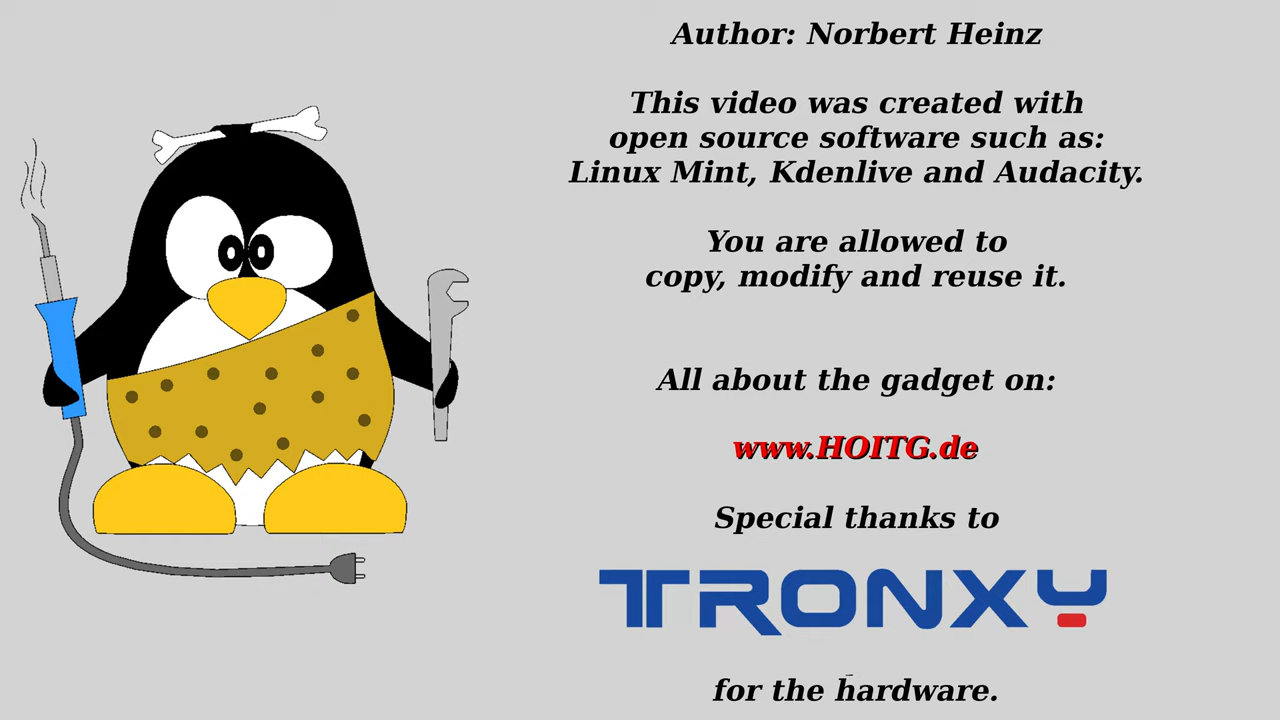 Author: Norbert Heinz
This video was created with
open source software such as:
Linux Mint, Kdenlive and Audacity.
You are allowed to
copy, modify and reuse it.
All about the gadget on:
www.HOITG.de
Special thanks to
TRONXY
for the hardware.